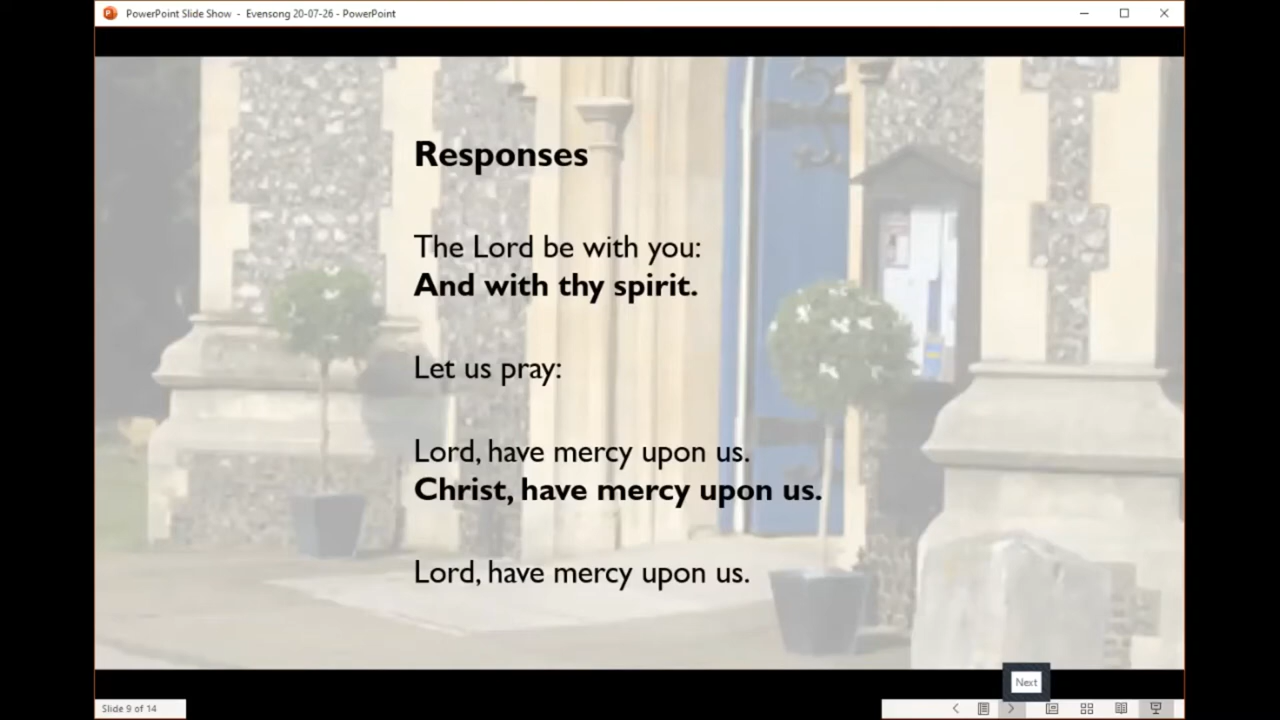 PowerPoint Slide Show - Evensong 20-07-26 - PowerPoint
Responses
The Lord be with you:
And with thy spirit.
Let us pray:
Lord, have mercy upon us.
Christ, have mercy upon us.
Lord, have mercy upon us.
Next
Slide 9 of 14